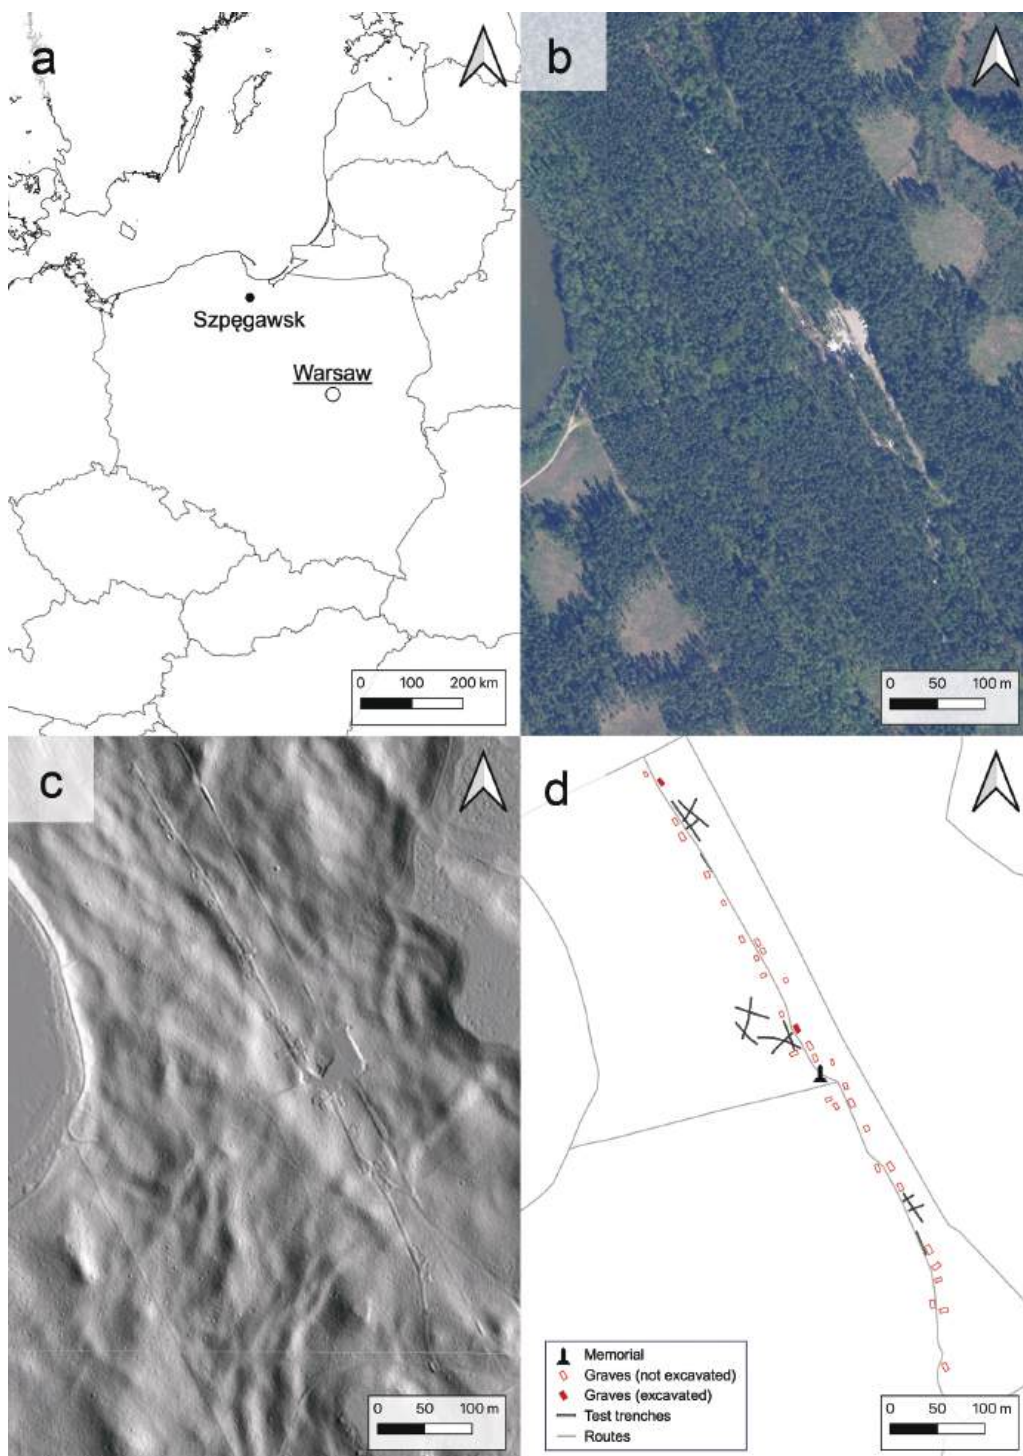 a
Szpęgawsk
Warsaw
0 100 200 km
b
0 50 100 m
c
0 50 100 m
d
Memorial
Graves (not excavated)
Graves (excavated)
Test trenches
Routes
0 50 100 m